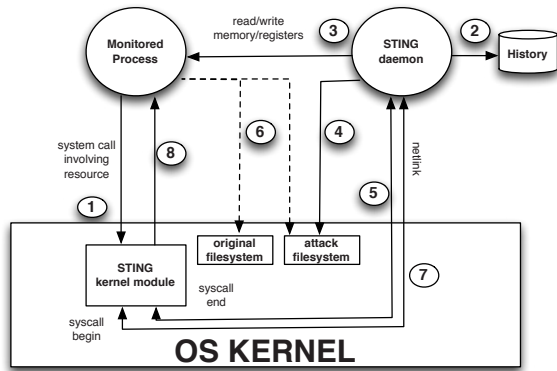 read/write
memory/registers
3
STING
daemon
2
History
Monitored
Process
system call
involving
resource
8
6
4
5
netlink
1
original
filesystem
attack
filesystem
7
STING
kernel module
syscall
end
syscall
begin
OS KERNEL